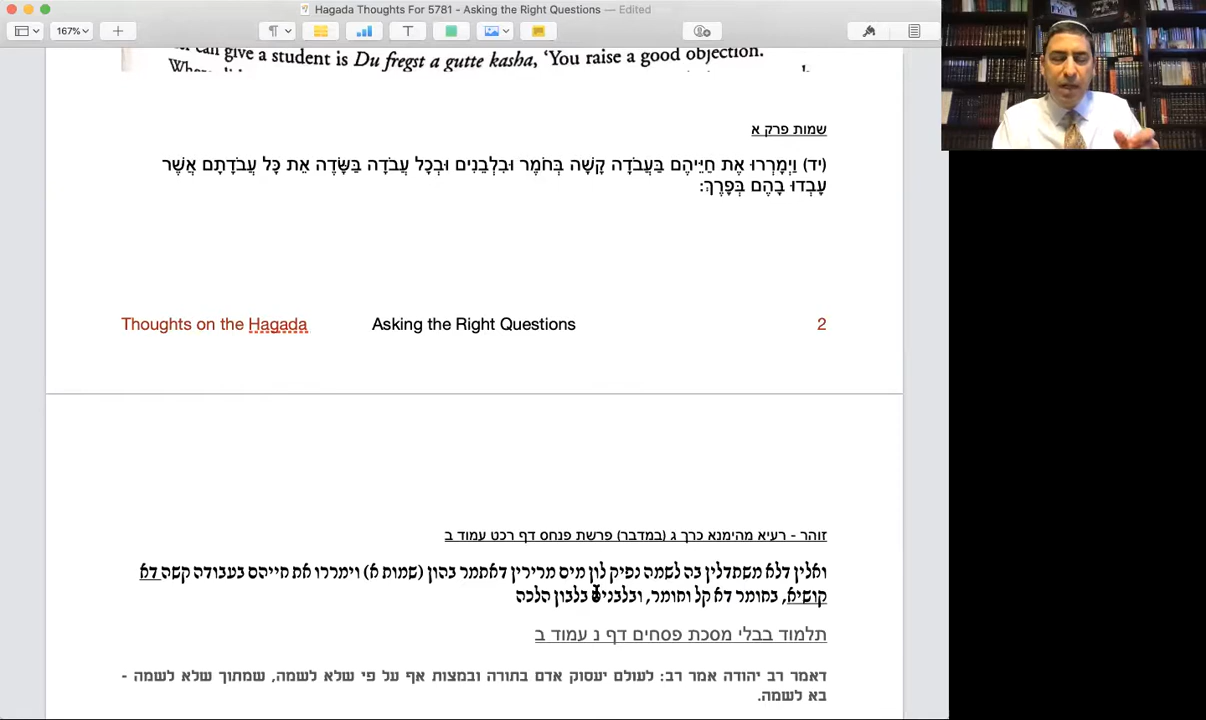 Hagada Thoughts For 5781 - Asking the Right Questions — Edited
167%
can give a student is Du fregst a gutte kasha, ‘You raise a good objection.
שמות פרק א
(יד) וַיְמָרְרוּ אֶת חַיֵּיהֶם בַּעֲבֹדָה קָשָׁה בְּחֹמֶר וּבִלְבֵנִים וּבְכָל עֲבֹדָה בַּשָּׂדֶה אֵת כָּל עֲבֹדָתָם אֲשֶׁר
עָבְדוּ בָהֶם בְּפָרֶךְ:
Thoughts on the Hagada Asking the Right Questions 2
זוהר - רעיא מהימנא כרך ג (במדבר) פרשת פנחס דף רכט עמוד ב
ואלין דלא משתדלין בה לשמה נפיק לון מים מרירין דאתמר בהון (שמות א) וימררו את חייהם בעבודה קשה דא
קושיא, בחומר דא קל וחומר, ובלבנים בלבון הלכה
תלמוד בבלי מסכת פסחים דף נ עמוד ב
דאמר רב יהודה אמר רב: לעולם יעסוק אדם בתורה ובמצות אף על פי שלא לשמה, שמתוך שלא לשמה -
בא לשמה.